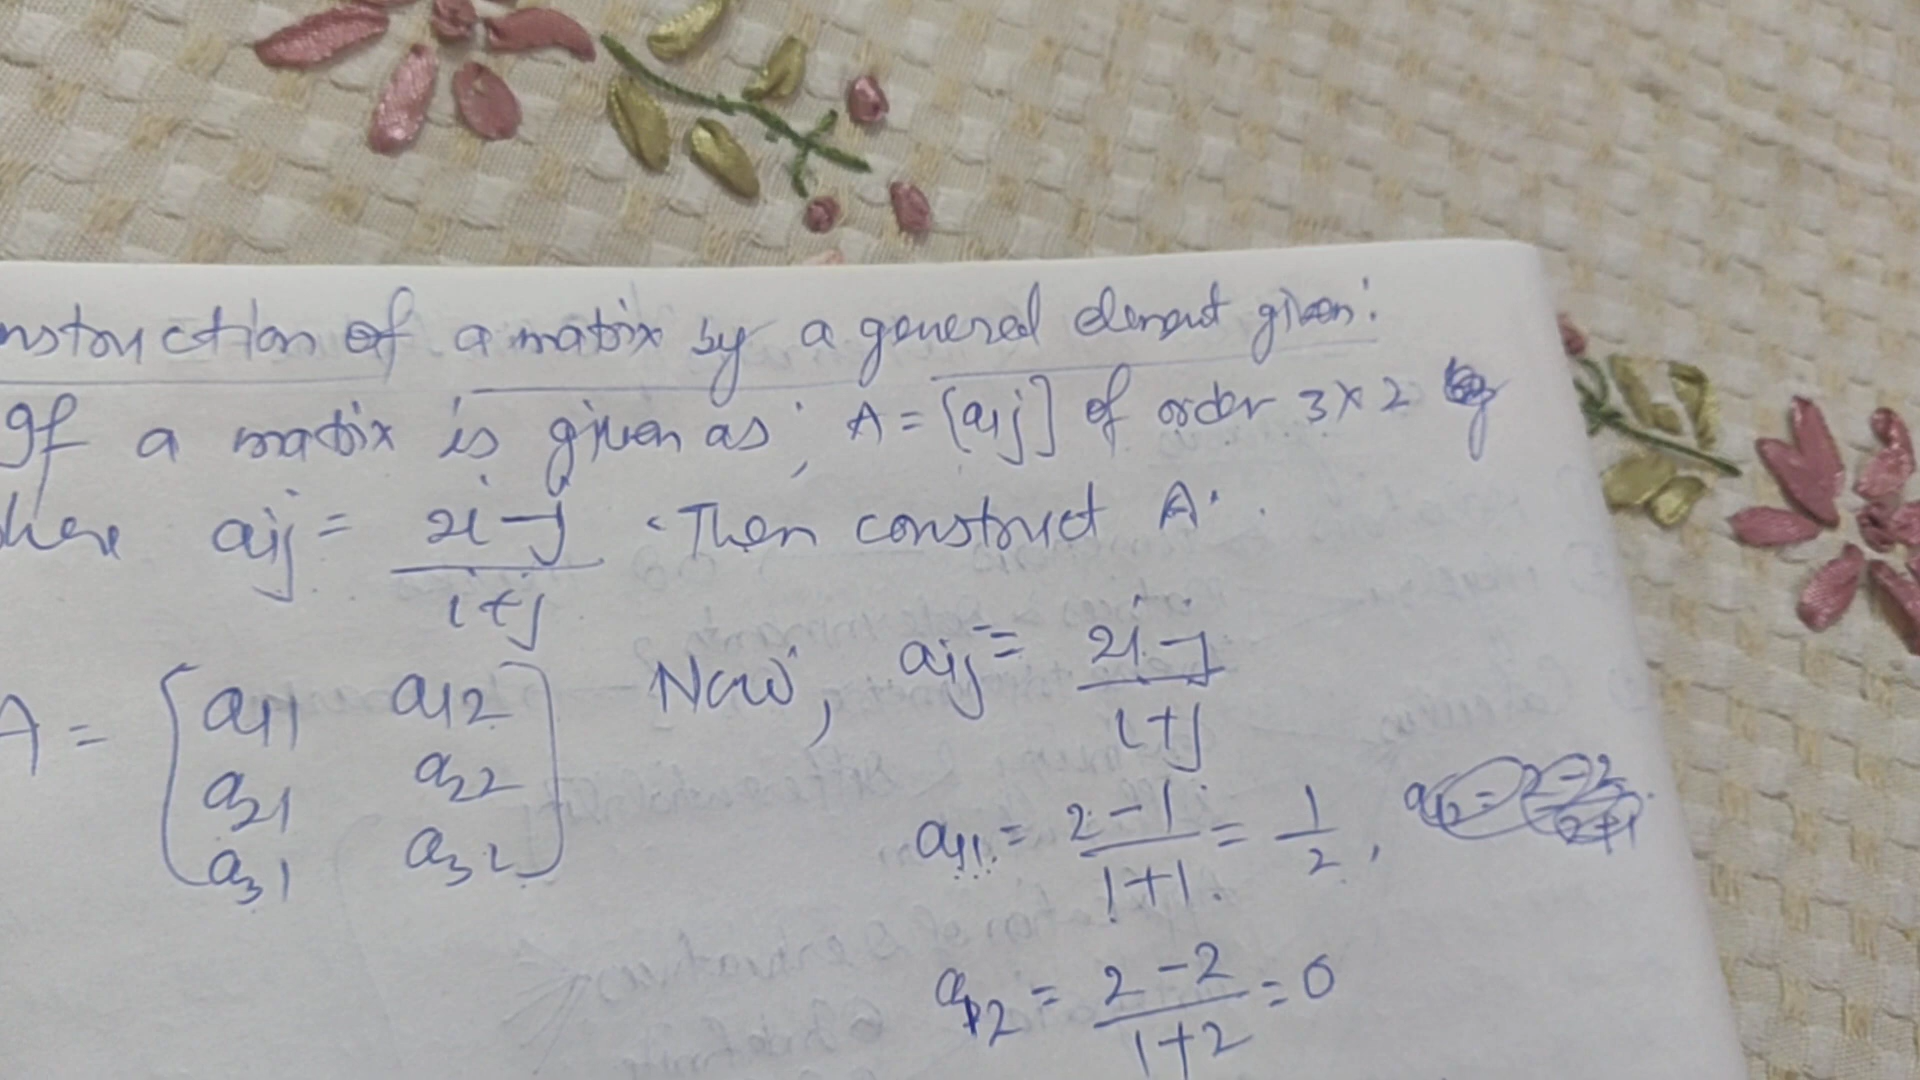 nstruction of a matrix by a general element given:
If a matrix is given as, A = [aij] of order 3×2
here aij = 2i-j / i+j . Then construct A.
A = [a11 a12
a21 a22
a31 a32]
Now, aij = 2i-j / i+j
a11 = 2-1 / 1+1 = 1/2,
a12 = 2-2 / 1+2 = 0